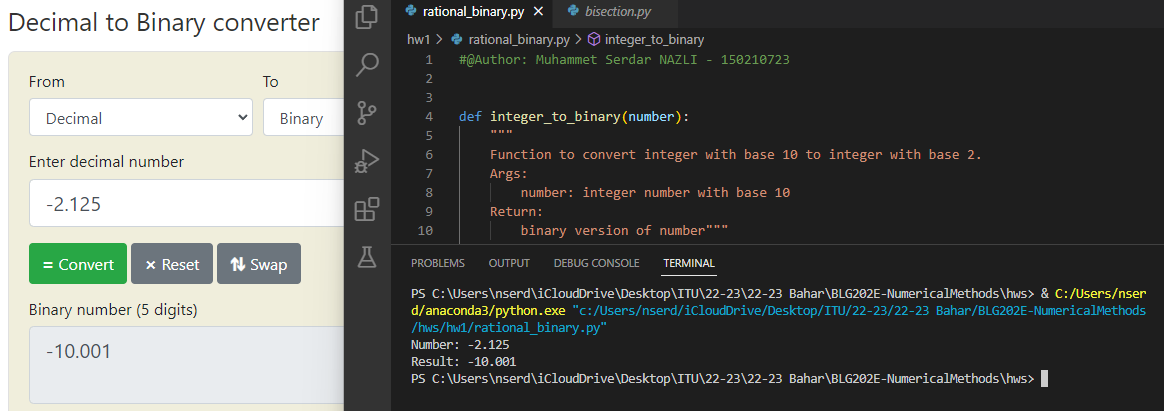 Decimal to Binary converter
From
To
Decimal
Binary
Enter decimal number
-2.125
= Convert
× Reset
Swap
Binary number (5 digits)
-10.001
rational_binary.py ×
bisection.py
hw1 > rational_binary.py > integer_to_binary
1 #@Author: Muhammet Serdar NAZLI - 150210723
2
3
4 def integer_to_binary(number):
5 """
6 Function to convert integer with base 10 to integer with base 2.
7 Args:
8 number: integer number with base 10
9 Return:
10 binary version of number"""
PROBLEMS OUTPUT DEBUG CONSOLE TERMINAL
PS C:\Users\nserd\iCloudDrive\Desktop\ITU\22-23\22-23 Bahar\BLG202E-NumericalMethods\hws> & C:/Users/nser
d/anaconda3/python.exe "c:/Users/nserd/iCloudDrive/Desktop/ITU/22-23/22-23 Bahar/BLG202E-NumericalMethods
/hws/hw1/rational_binary.py"
Number: -2.125
Result: -10.001
PS C:\Users\nserd\iCloudDrive\Desktop\ITU\22-23\22-23 Bahar\BLG202E-NumericalMethods\hws>